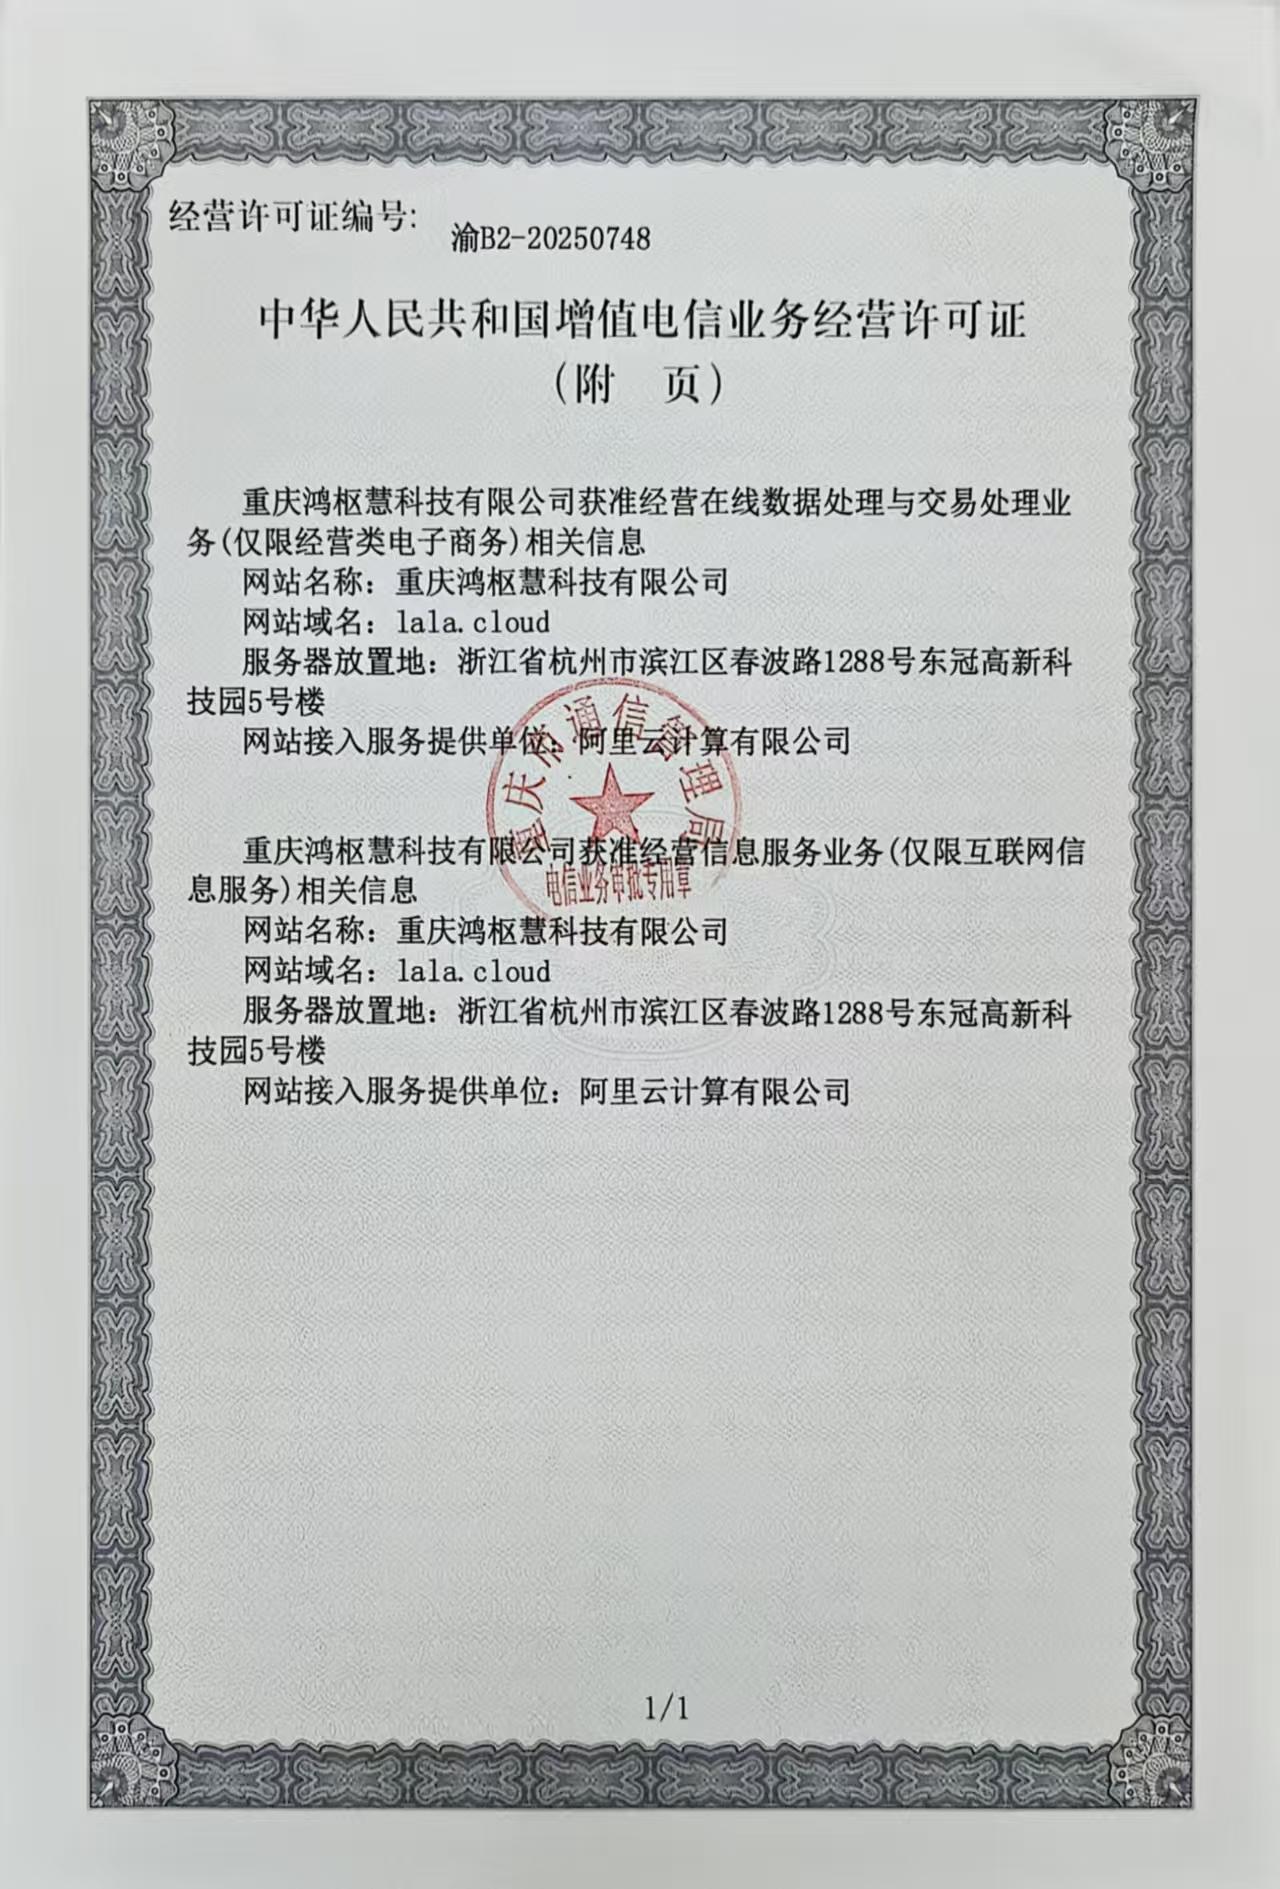 经营许可证编号:
渝B2-20250748
中华人民共和国增值电信业务经营许可证
（附 页）
重庆鸿枢慧科技有限公司获准经营在线数据处理与交易处理业
务(仅限经营类电子商务)相关信息
网站名称：重庆鸿枢慧科技有限公司
网站域名：lala.cloud
服务器放置地：浙江省杭州市滨江区春波路1288号东冠高新科
技园5号楼
网站接入服务提供单位：阿里云计算有限公司
重庆市通信管理局
电信业务审批专用章
重庆鸿枢慧科技有限公司获准经营信息服务业务(仅限互联网信
息服务)相关信息
网站名称：重庆鸿枢慧科技有限公司
网站域名：lala.cloud
服务器放置地：浙江省杭州市滨江区春波路1288号东冠高新科
技园5号楼
网站接入服务提供单位：阿里云计算有限公司
1/1